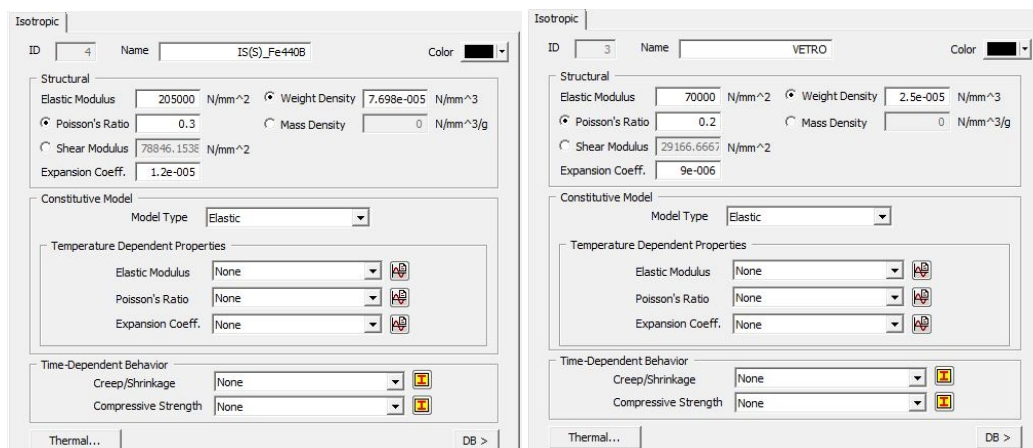 Isotropic
ID 4 Name IS(S)_Fe440B Color
Structural
Elastic Modulus 205000 N/mm^2 Weight Density 7.698e-005 N/mm^3
Poisson's Ratio 0.3 Mass Density 0 N/mm^3/g
Shear Modulus 78846.1538 N/mm^2
Expansion Coeff. 1.2e-005
Constitutive Model
Model Type Elastic
Temperature Dependent Properties
Elastic Modulus None
Poisson's Ratio None
Expansion Coeff. None
Time-Dependent Behavior
Creep/Shrinkage None
Compressive Strength None
Thermal... DB >
Isotropic
ID 3 Name VETRO Color
Structural
Elastic Modulus 70000 N/mm^2 Weight Density 2.5e-005 N/mm^3
Poisson's Ratio 0.2 Mass Density 0 N/mm^3/g
Shear Modulus 29166.6667 N/mm^2
Expansion Coeff. 9e-006
Constitutive Model
Model Type Elastic
Temperature Dependent Properties
Elastic Modulus None
Poisson's Ratio None
Expansion Coeff. None
Time-Dependent Behavior
Creep/Shrinkage None
Compressive Strength None
Thermal... DB >